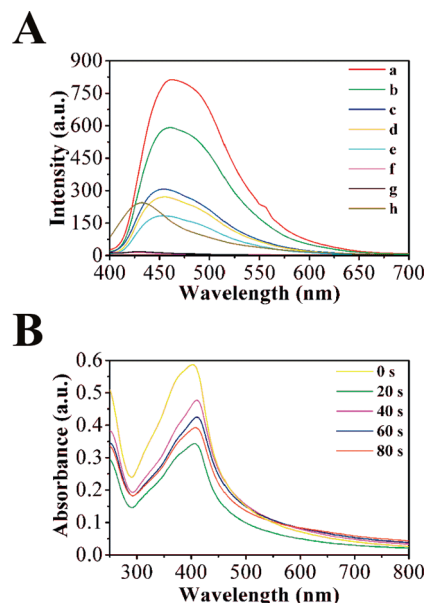 A
Intensity (a.u.)
900
750
600
450
300
150
0
a
b
c
d
e
f
g
h
400 450 500 550 600 650 700
Wavelength (nm)
B
Absorbance (a.u.)
0.6
0.5
0.4
0.3
0.2
0.1
0.0
0 s
20 s
40 s
60 s
80 s
300 400 500 600 700 800
Wavelength (nm)